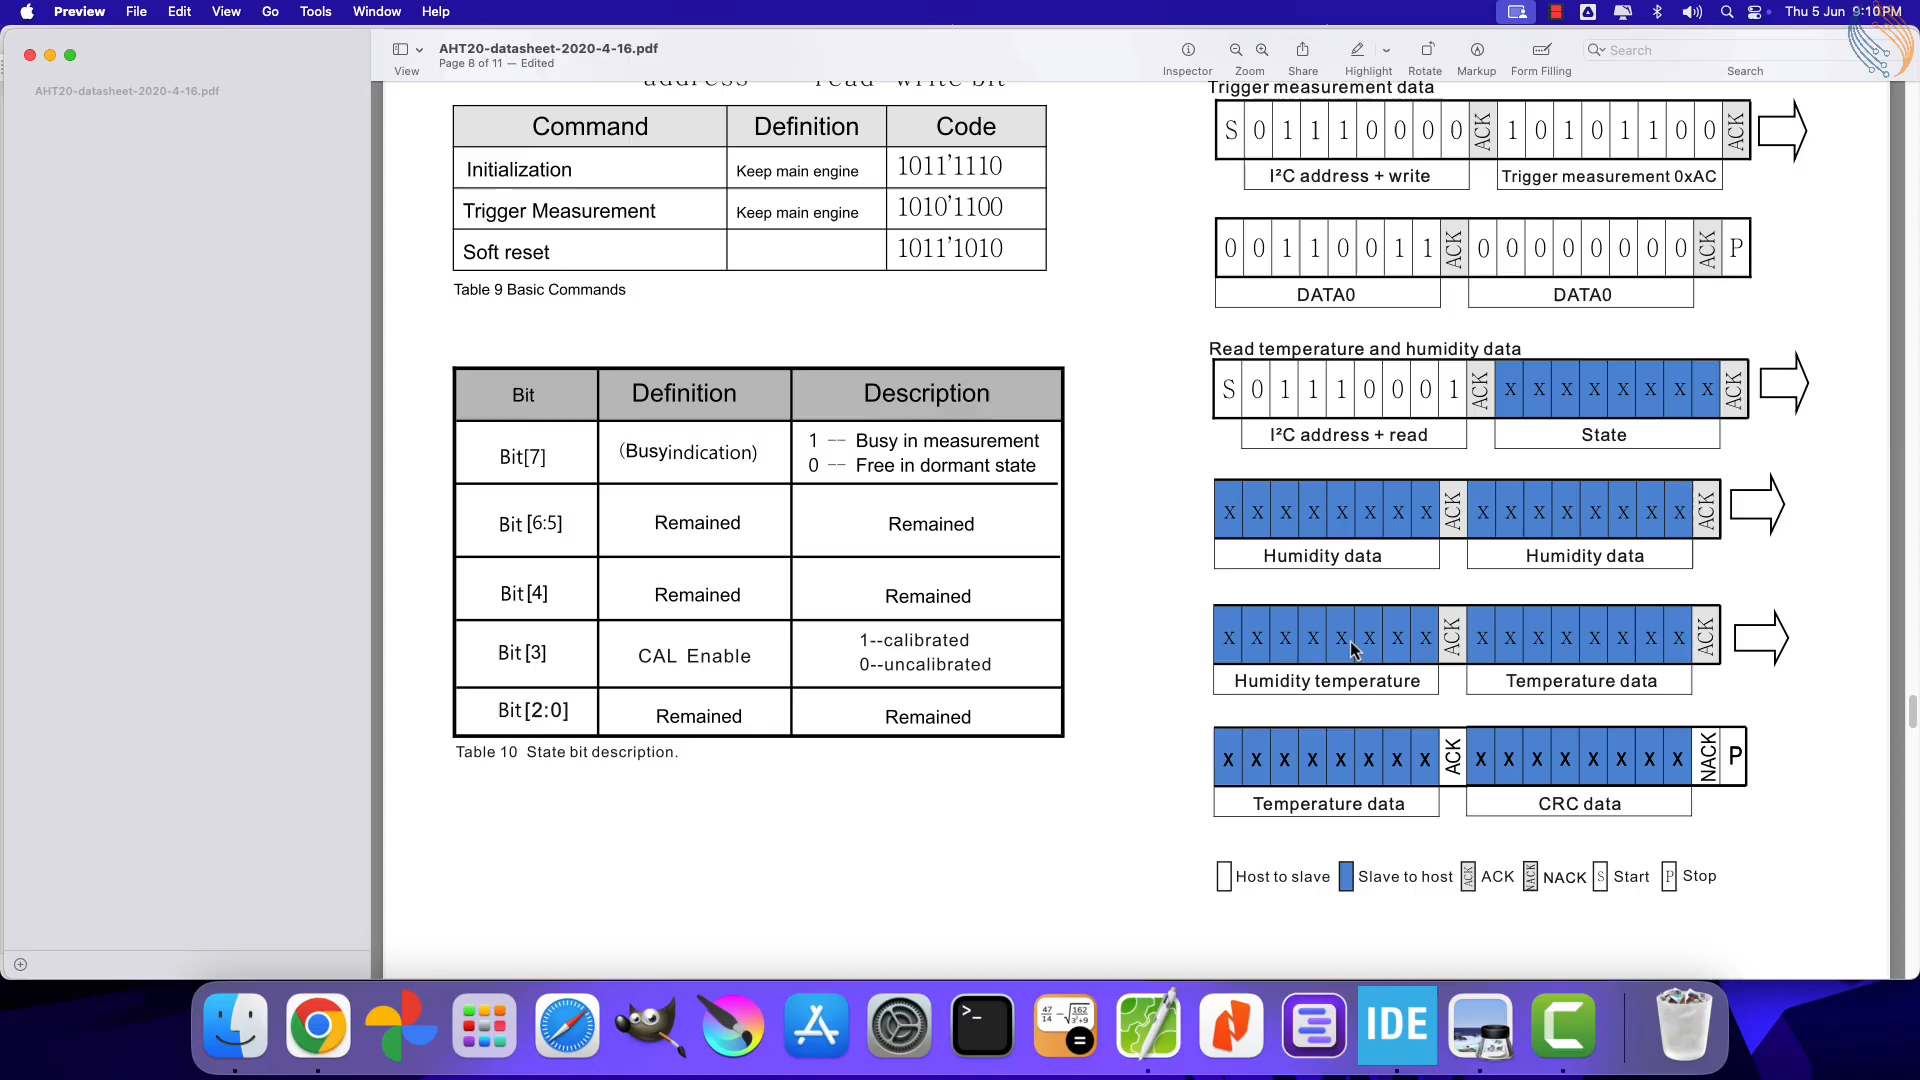 Preview File Edit View Go Tools Window Help
Thu 5 Jun 9:10PM
AHT20-datasheet-2020-4-16.pdf
Page 8 of 11 — Edited
View
Inspector Zoom Share Highlight Rotate Markup Form Filling Search
Search
AHT20-datasheet-2020-4-16.pdf
address read write bit
Command Definition Code
Initialization Keep main engine 1011'1110
Trigger Measurement Keep main engine 1010'1100
Soft reset 1011'1010
Table 9 Basic Commands
Bit Definition Description
Bit[7] (Busyindication) 1 -- Busy in measurement
0 -- Free in dormant state
Bit [6:5] Remained Remained
Bit[4] Remained Remained
Bit [3] CAL Enable 1--calibrated
0--uncalibrated
Bit[2:0] Remained Remained
Table 10 State bit description.
Trigger measurement data
S 0 1 1 1 0 0 0 0 ACK 1 0 1 0 1 1 0 0 ACK
I²C address + write Trigger measurement 0xAC
0 0 1 1 0 0 1 1 ACK 0 0 0 0 0 0 0 0 ACK P
DATA0 DATA0
Read temperature and humidity data
S 0 1 1 1 0 0 0 1 ACK x x x x x x x x ACK
I²C address + read State
x x x x x x x x ACK x x x x x x x x ACK
Humidity data Humidity data
x x x x x x x x ACK x x x x x x x x ACK
Humidity temperature Temperature data
x x x x x x x x ACK x x x x x x x x NACK P
Temperature data CRC data
Host to slave Slave to host ACK ACK NACK NACK S Start P Stop
IDE